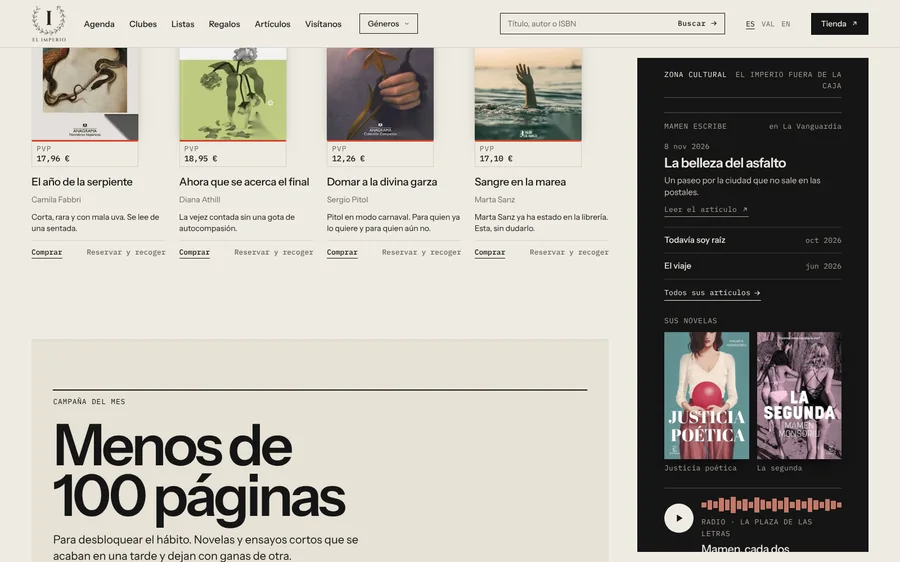 I
EL IMPERIO
Agenda
Clubes
Listas
Regalos
Artículos
Visítanos
Géneros
Título, autor o ISBN
Buscar →
ES VAL EN
Tienda ↗
ANAGRAMA
PVP
17,96 €
El año de la serpiente
Camila Fabbri
Corta, rara y con mala uva. Se lee de
una sentada.
Comprar
Reservar y recoger
PVP
18,95 €
Ahora que se acerca el final
Diana Athill
La vejez contada sin una gota de
autocompasión.
Comprar
Reservar y recoger
ANAGRAMA
PVP
12,26 €
Domar a la divina garza
Sergio Pitol
Pitol en modo carnaval. Para quien ya
lo quiere y para quien aún no.
Comprar
Reservar y recoger
PVP
17,10 €
Sangre en la marea
Marta Sanz
Marta Sanz ya ha estado en la librería.
Esta, sin dudarlo.
Comprar
Reservar y recoger
CAMPAÑA DEL MES
Menos de
100 páginas
Para desbloquear el hábito. Novelas y ensayos cortos que se
acaban en una tarde y dejan con ganas de otra.
ZONA CULTURAL
EL IMPERIO FUERA DE LA
CAJA
MAMEN ESCRIBE
en La Vanguardia
8 nov 2026
La belleza del asfalto
Un paseo por la ciudad que no sale en las
postales.
Leer el artículo ↗
Todavía soy raíz
oct 2026
El viaje
jun 2026
Todos sus artículos →
SUS NOVELAS
JUSTICIA
POÉTICA
Justicia poética
LA
SEGUNDA
MAMEN
MONSORIU
La segunda
RADIO · LA PLAZA DE LAS
LETRAS
Mamen, cada dos